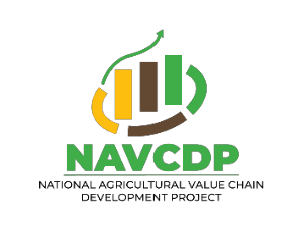 NAVCDP
NATIONAL AGRICULTURAL VALUE CHAIN
DEVELOPMENT PROJECT